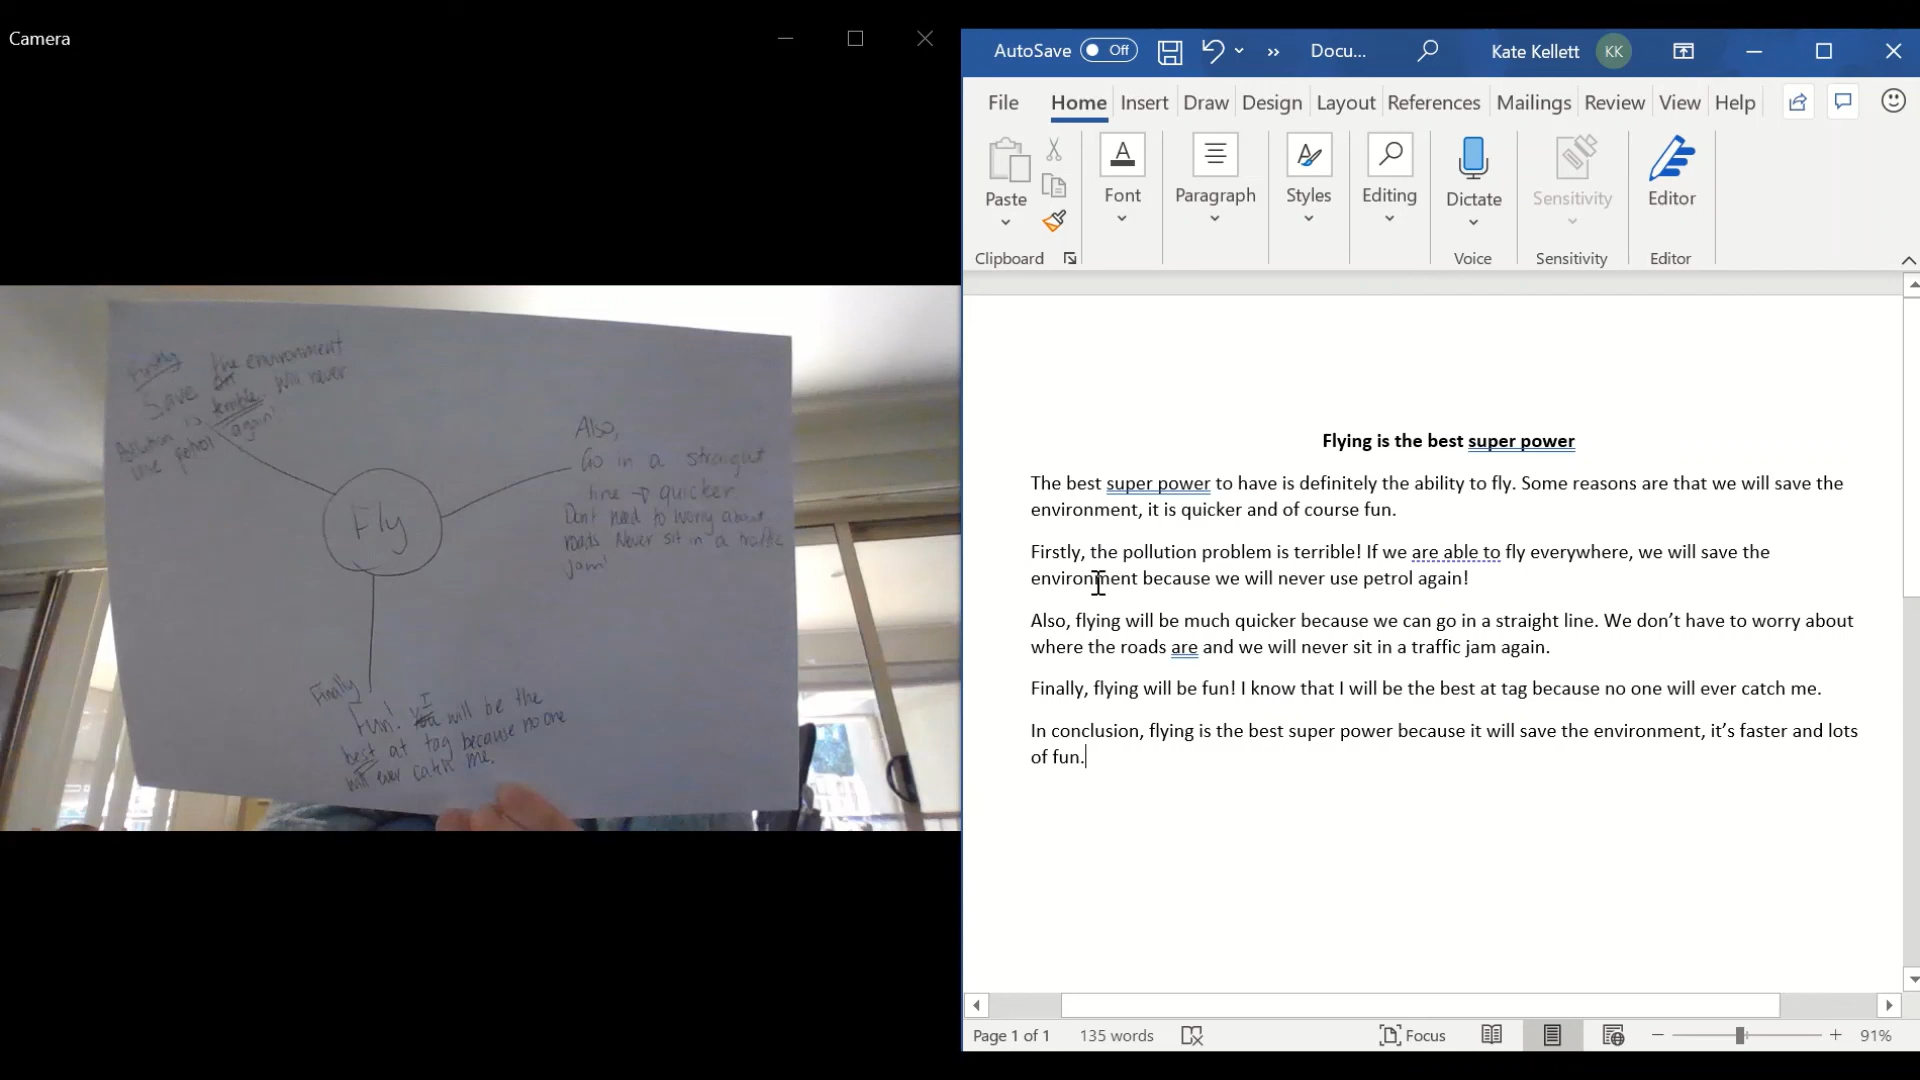 Camera
AutoSave Off Docu... Kate Kellett KK
File Home Insert Draw Design Layout References Mailings Review View Help
Paste Font Paragraph Styles Editing Dictate Sensitivity Editor
Clipboard Voice Sensitivity Editor
Firstly
Save the environment
Pollution is terrible. Will never
use petrol again!
Fly
Also,
Go in a straight
line → quicker.
Dont need to worry about
roads. Never sit in a traffic
jam!
Finally
Fun! I will be the
best at tag because no one
will ever catch me.
Flying is the best super power
The best super power to have is definitely the ability to fly. Some reasons are that we will save the
environment, it is quicker and of course fun.
Firstly, the pollution problem is terrible! If we are able to fly everywhere, we will save the
environment because we will never use petrol again!
Also, flying will be much quicker because we can go in a straight line. We don’t have to worry about
where the roads are and we will never sit in a traffic jam again.
Finally, flying will be fun! I know that I will be the best at tag because no one will ever catch me.
In conclusion, flying is the best super power because it will save the environment, it’s faster and lots
of fun.
Page 1 of 1 135 words Focus 91%